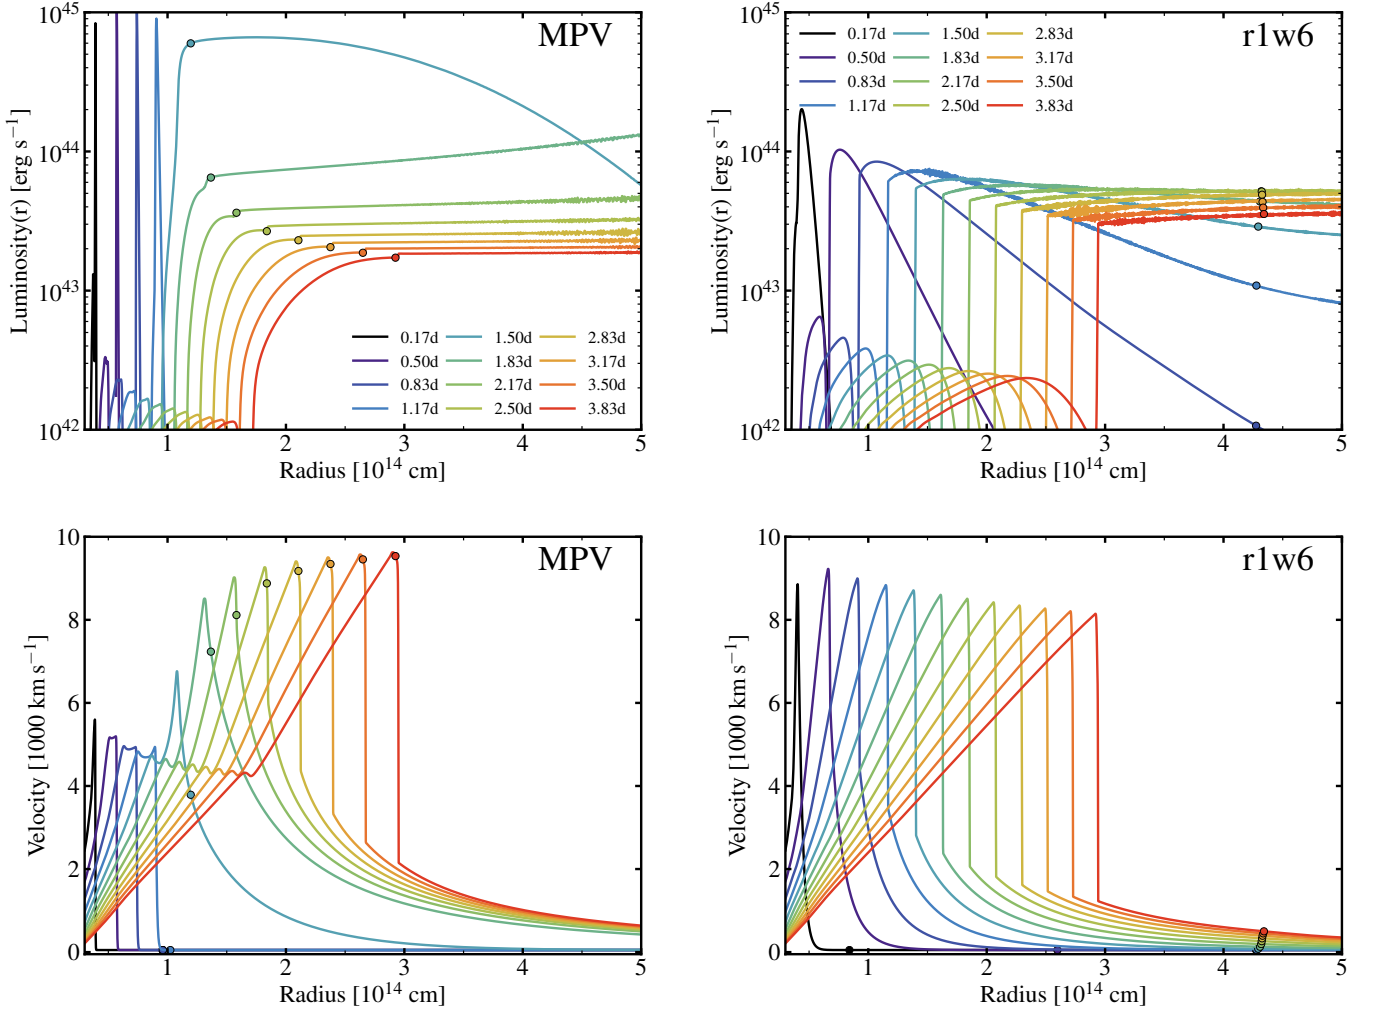 MPV
10^45
10^44
10^43
10^42
Luminosity(r) [erg s^−1]
0.17d 1.50d 2.83d
0.50d 1.83d 3.17d
0.83d 2.17d 3.50d
1.17d 2.50d 3.83d
1 2 3 4 5
Radius [10^14 cm]
r1w6
10^45
10^44
10^43
10^42
Luminosity(r) [erg s^−1]
0.17d 1.50d 2.83d
0.50d 1.83d 3.17d
0.83d 2.17d 3.50d
1.17d 2.50d 3.83d
1 2 3 4 5
Radius [10^14 cm]
MPV
10
8
6
4
2
0
Velocity [1000 km s^−1]
1 2 3 4 5
Radius [10^14 cm]
r1w6
10
8
6
4
2
0
Velocity [1000 km s^−1]
1 2 3 4 5
Radius [10^14 cm]